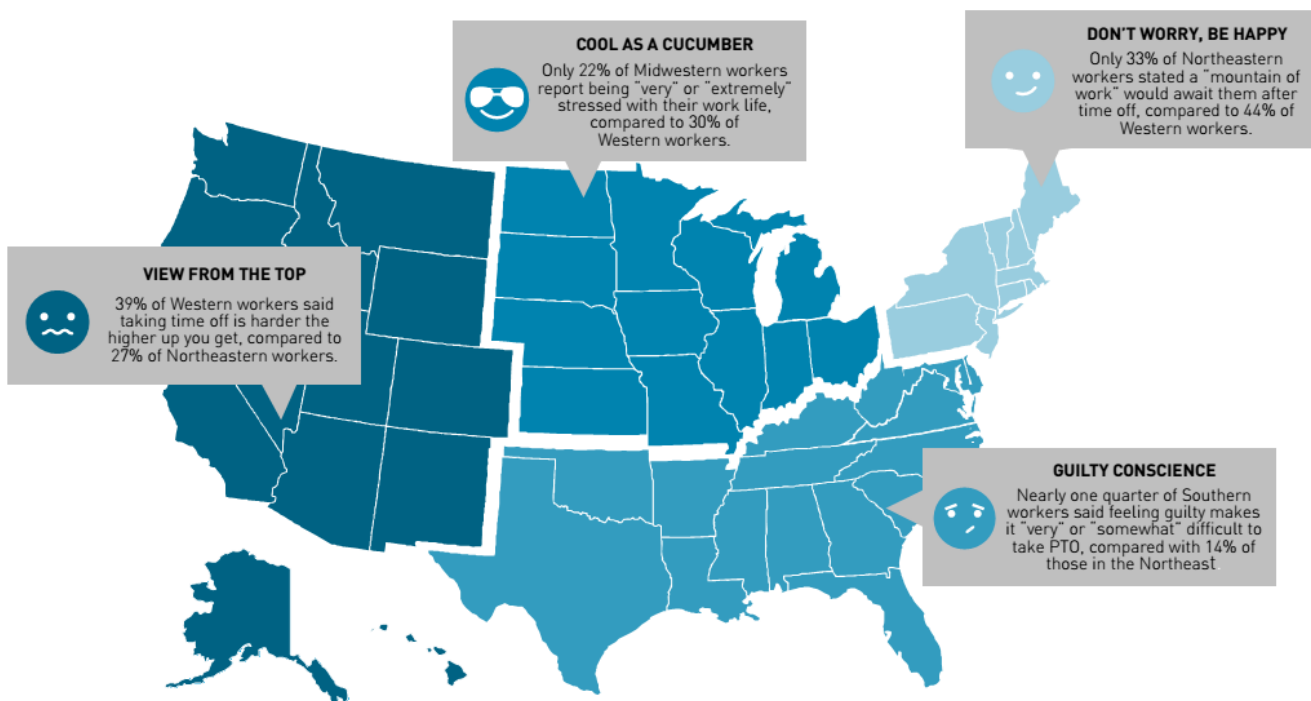 COOL AS A CUCUMBER
Only 22% of Midwestern workers
report being "very" or "extremely"
stressed with their work life,
compared to 30% of
Western workers.
DON'T WORRY, BE HAPPY
Only 33% of Northeastern
workers stated a "mountain of
work" would await them after
time off, compared to 44% of
Western workers.
VIEW FROM THE TOP
39% of Western workers said
taking time off is harder the
higher up you get, compared to
27% of Northeastern workers.
GUILTY CONSCIENCE
Nearly one quarter of Southern
workers said feeling guilty makes
it "very" or "somewhat" difficult to
take PTO, compared with 14% of
those in the Northeast.